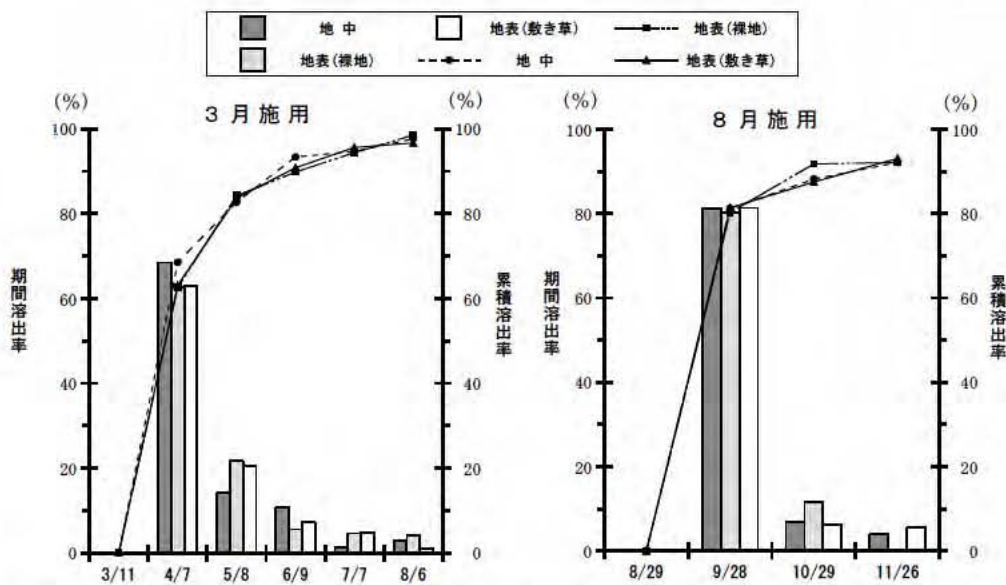 地 中 地表(敷き草) 地表(裸地)
地表(裸地) 地 中 地表(敷き草)
(%) 3 月 施 用 (%)
100 100
80 80
60 60
40 40
20 20
0 0
期間溶出率
累積溶出率
3/11 4/7 5/8 6/9 7/7 8/6
(%) 8 月 施 用 (%)
100 100
80 80
60 60
40 40
20 20
0 0
期間溶出率
累積溶出率
8/29 9/28 10/29 11/26